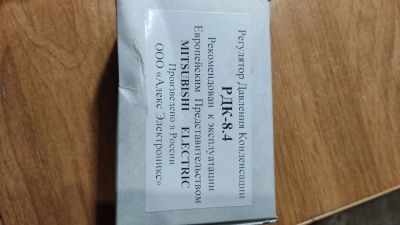 Регулятор Давления Конденсации
РДК-8.4
Рекомендован к эксплуатации
Европейским Представительством
MITSUBISHI ELECTRIC
Произведено в России
ООО «Алекс Электроникс»